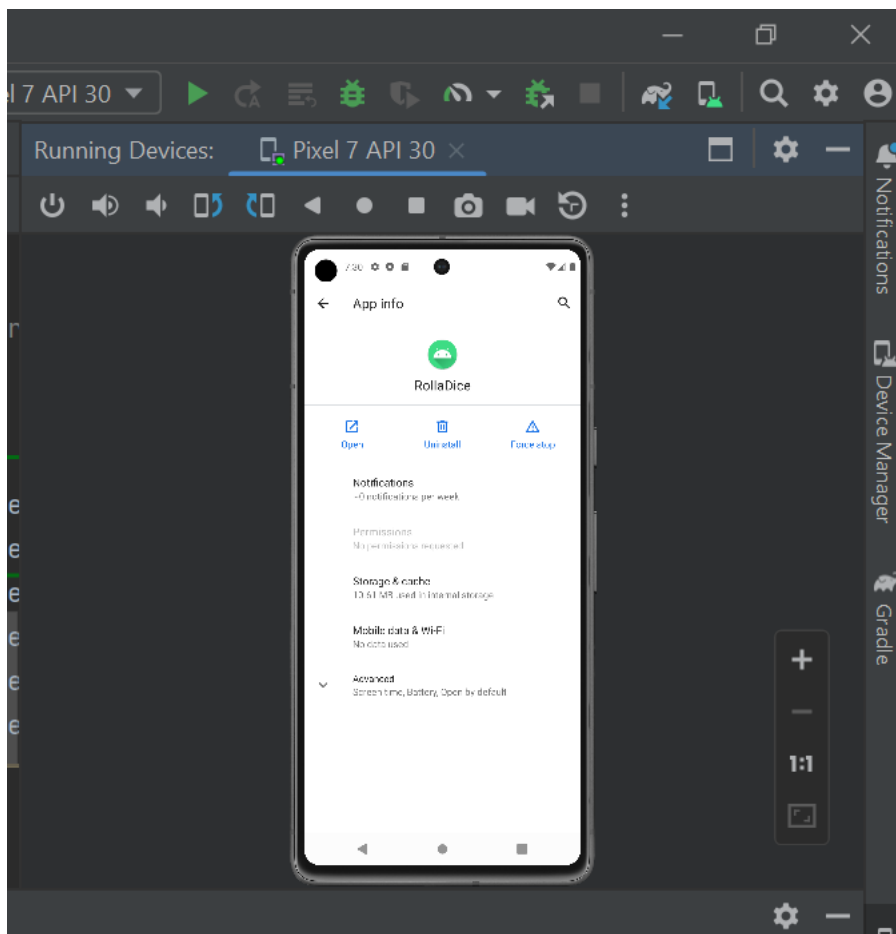 7 API 30
Running Devices:
Pixel 7 API 30
Notifications
Device Manager
Gradle
7:30
App info
RollaDice
Open
Uninstall
Force stop
Notifications
~0 notifications per week
Permissions
No permissions requested
Storage & cache
10.61 MB used in internal storage
Mobile data & Wi-Fi
No data used
Advanced
Screen time, Battery, Open by default
1:1